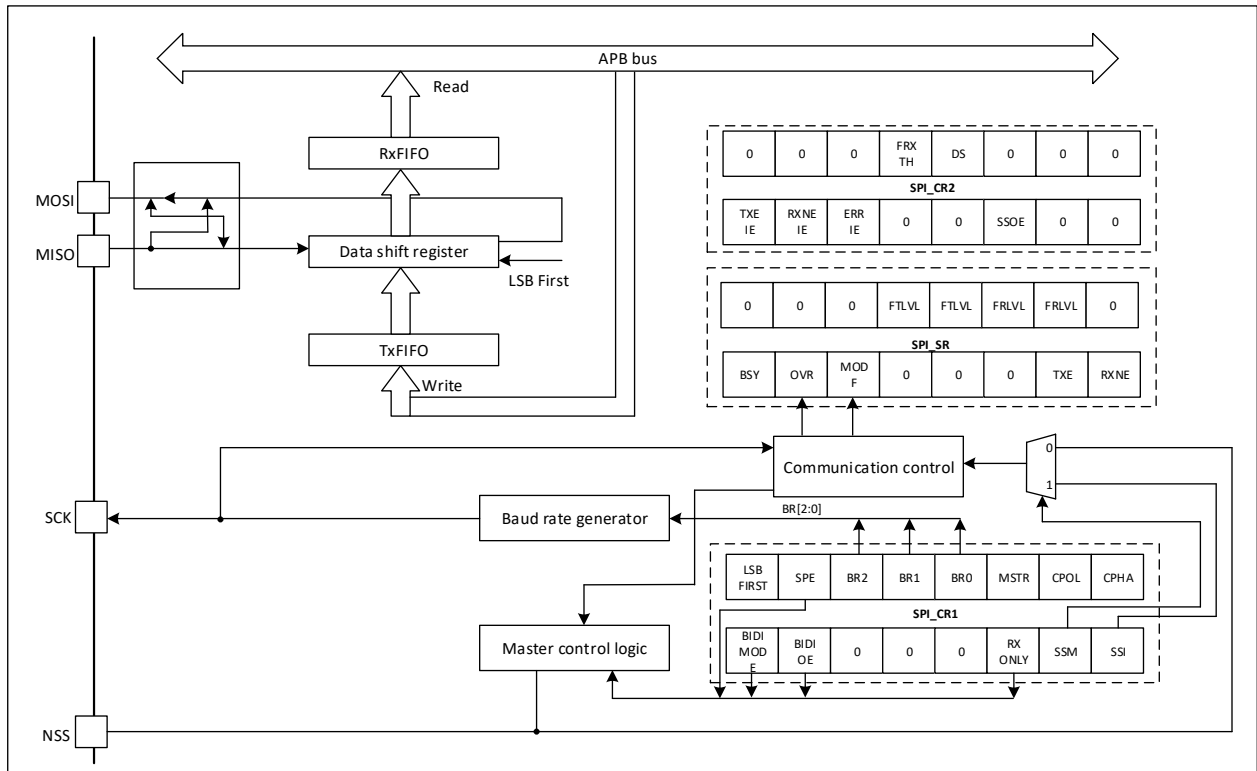 APB bus
Read
RxFIFO
MOSI
MISO
Data shift register
LSB First
TxFIFO
Write
0 0 0 FRX TH DS 0 0 0
SPI_CR2
TXE IE RXNE IE ERR IE 0 0 SSOE 0 0
0 0 0 FTLVL FTLVL FRLVL FRLVL 0
SPI_SR
BSY OVR MOD F 0 0 0 TXE RXNE
Communication control
0
1
SCK
Baud rate generator
BR[2:0]
LSB FIRST SPE BR2 BR1 BR0 MSTR CPOL CPHA
SPI_CR1
Master control logic
BIDI MOD E BIDI OE 0 0 0 RX ONLY SSM SSI
NSS